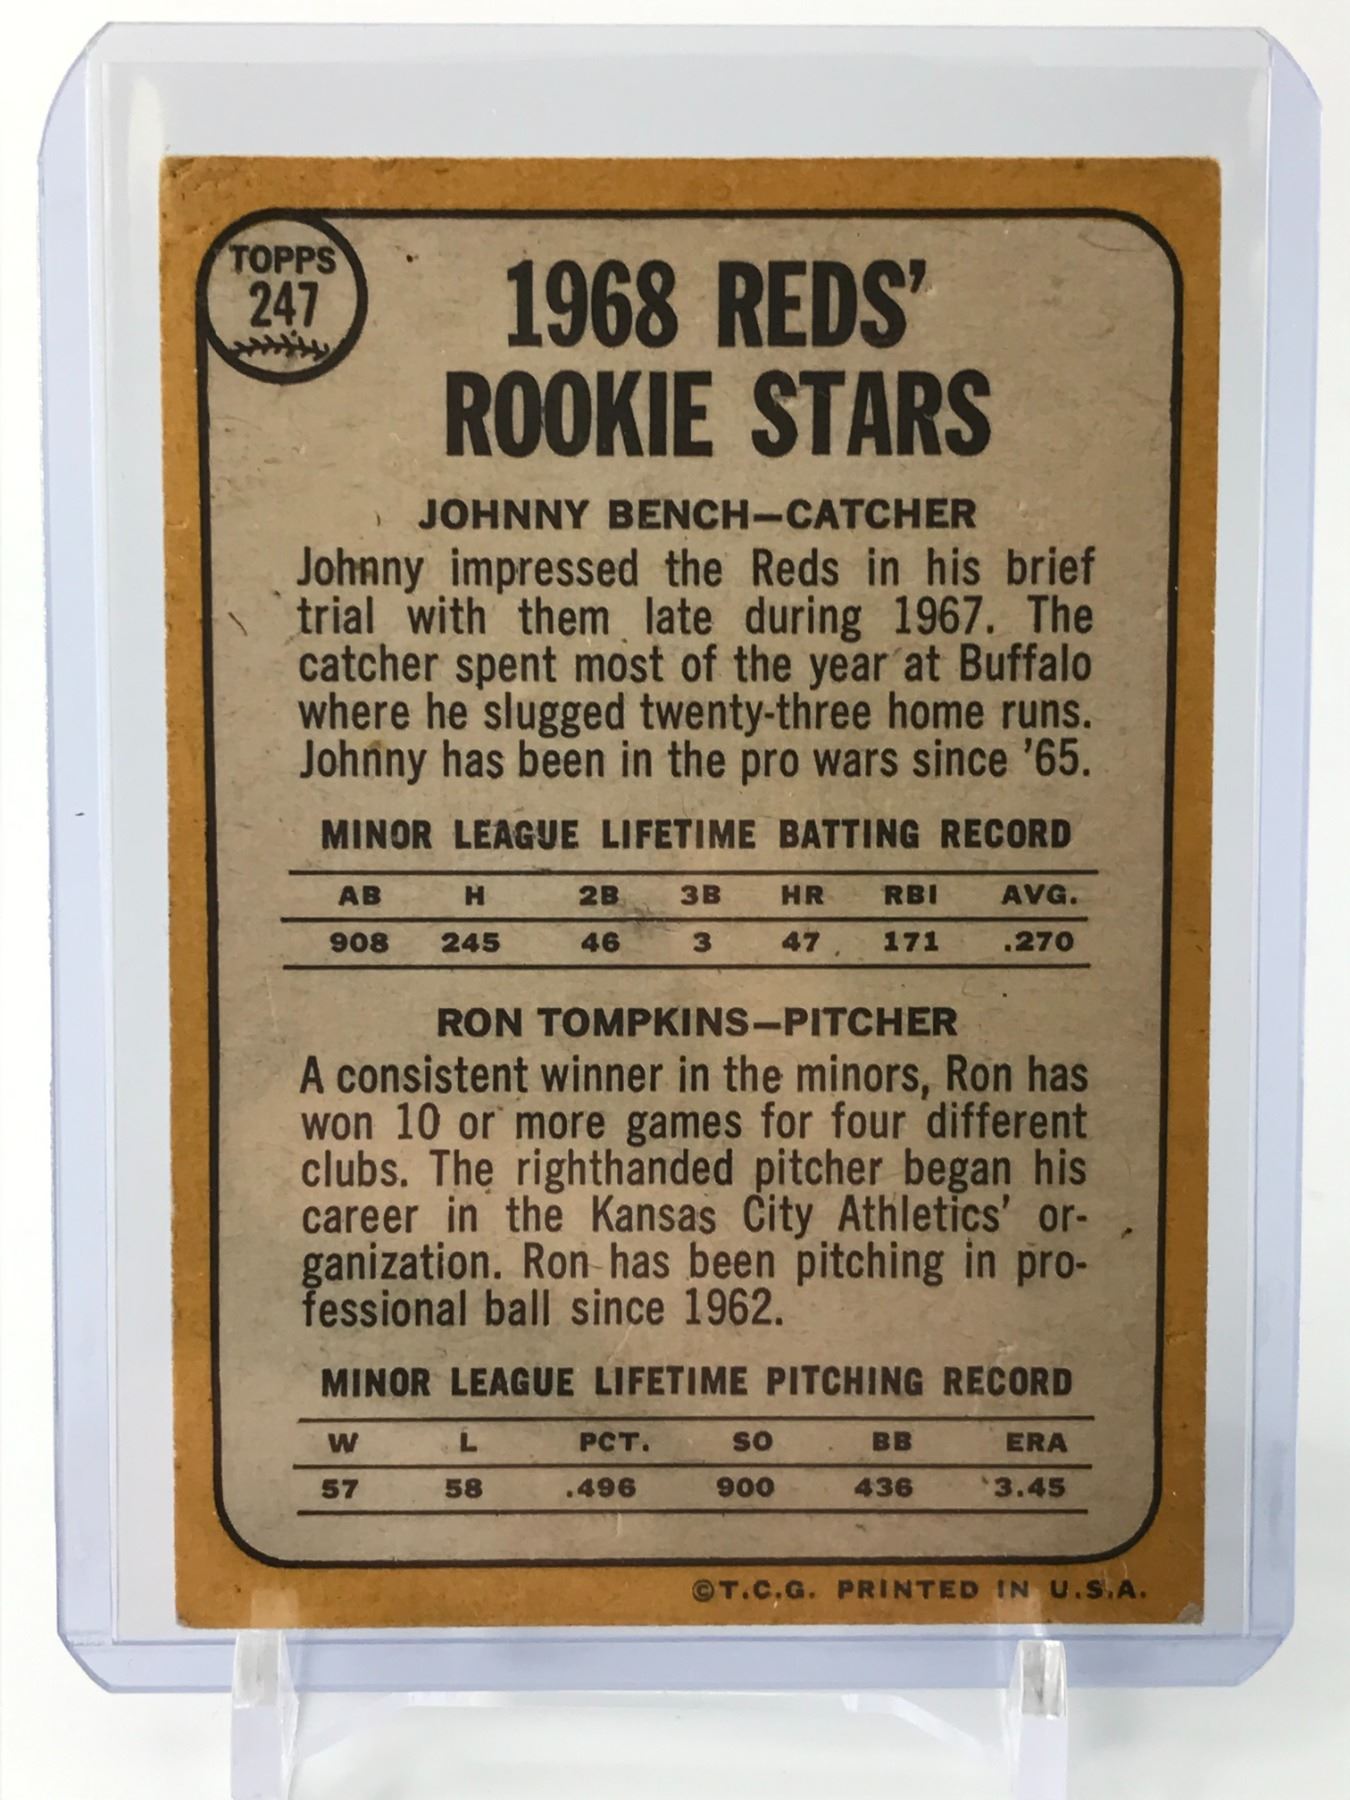 TOPPS
247
1968 REDS’
ROOKIE STARS
JOHNNY BENCH—CATCHER
Johnny impressed the Reds in his brief
trial with them late during 1967. The
catcher spent most of the year at Buffalo
where he slugged twenty-three home runs.
Johnny has been in the pro wars since ’65.
MINOR LEAGUE LIFETIME BATTING RECORD
AB H 2B 3B HR RBI AVG.
908 245 46 3 47 171 .270
RON TOMPKINS—PITCHER
A consistent winner in the minors, Ron has
won 10 or more games for four different
clubs. The righthanded pitcher began his
career in the Kansas City Athletics’ or-
ganization. Ron has been pitching in pro-
fessional ball since 1962.
MINOR LEAGUE LIFETIME PITCHING RECORD
W L PCT. SO BB ERA
57 58 .496 900 436 3.45
©T.C.G. PRINTED IN U.S.A.